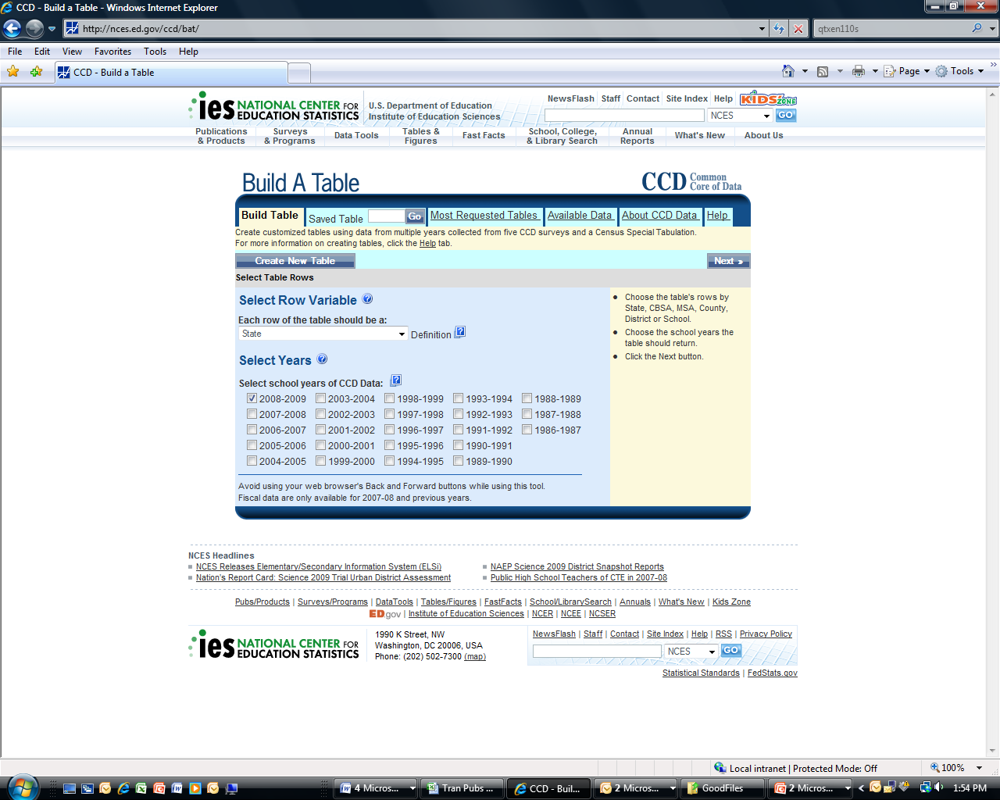 CCD - Build a Table - Windows Internet Explorer
http://nces.ed.gov/ccd/bat/
qtxen110s
File Edit View Favorites Tools Help
CCD - Build a Table
Page Tools
ies NATIONAL CENTER FOR EDUCATION STATISTICS
U.S. Department of Education
Institute of Education Sciences
NewsFlash Staff Contact Site Index Help KIDS ZONE
NCES GO
Publications & Products
Surveys & Programs
Data Tools
Tables & Figures
Fast Facts
School, College, & Library Search
Annual Reports
What's New
About Us
Build A Table
CCD Common Core of Data
Build Table Saved Table Go Most Requested Tables Available Data About CCD Data Help
Create customized tables using data from multiple years collected from five CCD surveys and a Census Special Tabulation.
For more information on creating tables, click the Help tab.
Create New Table
Next »
Select Table Rows
Select Row Variable ?
Each row of the table should be a:
State Definition ?
Select Years ?
Select school years of CCD Data: ?
2008-2009 2003-2004 1998-1999 1993-1994 1988-1989
2007-2008 2002-2003 1997-1998 1992-1993 1987-1988
2006-2007 2001-2002 1996-1997 1991-1992 1986-1987
2005-2006 2000-2001 1995-1996 1990-1991
2004-2005 1999-2000 1994-1995 1989-1990
Avoid using your web browser's Back and Forward buttons while using this tool.
Fiscal data are only available for 2007-08 and previous years.
• Choose the table's rows by
State, CBSA, MSA, County,
District or School.
• Choose the school years the
table should return.
• Click the Next button.
NCES Headlines
NCES Releases Elementary/Secondary Information System (ELSi)
Nation's Report Card: Science 2009 Trial Urban District Assessment
NAEP Science 2009 District Snapshot Reports
Public High School Teachers of CTE in 2007-08
Pubs/Products | Surveys/Programs | DataTools | Tables/Figures | FastFacts | School/LibrarySearch | Annuals | What's New | Kids Zone
ED.gov | Institute of Education Sciences | NCER | NCEE | NCSER
ies NATIONAL CENTER FOR EDUCATION STATISTICS
1990 K Street, NW
Washington, DC 20006, USA
Phone: (202) 502-7300 (map)
NewsFlash | Staff | Contact | Site Index | Help | RSS | Privacy Policy
NCES GO
Statistical Standards | FedStats.gov
Local intranet | Protected Mode: Off
100%
4 Micros... Tran Pubs ... CCD - Buil... 2 Micros... GoodFiles 2 Micros... 1:54 PM